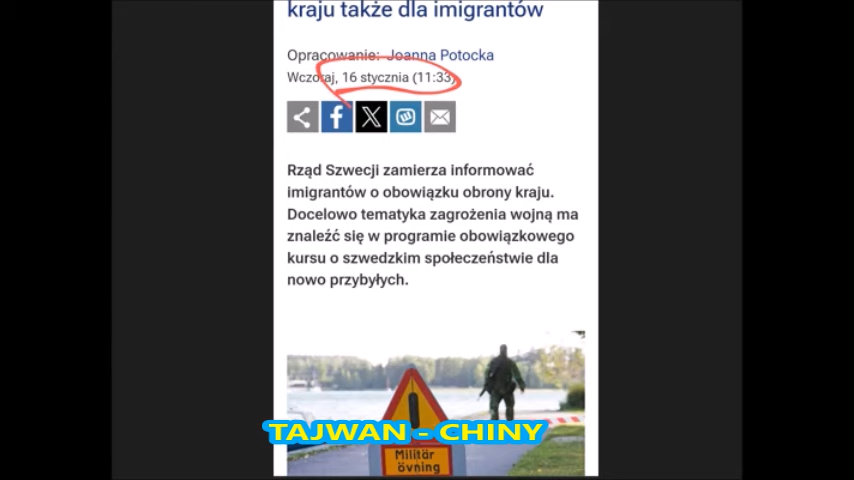 kraju także dla imigrantów
Opracowanie: Joanna Potocka
Wczoraj, 16 stycznia (11:33)
Rząd Szwecji zamierza informować
imigrantów o obowiązku obrony kraju.
Docelowo tematyka zagrożenia wojną ma
znaleźć się w programie obowiązkowego
kursu o szwedzkim społeczeństwie dla
nowo przybyłych.
TAJWAN - CHINY
Militär
övning